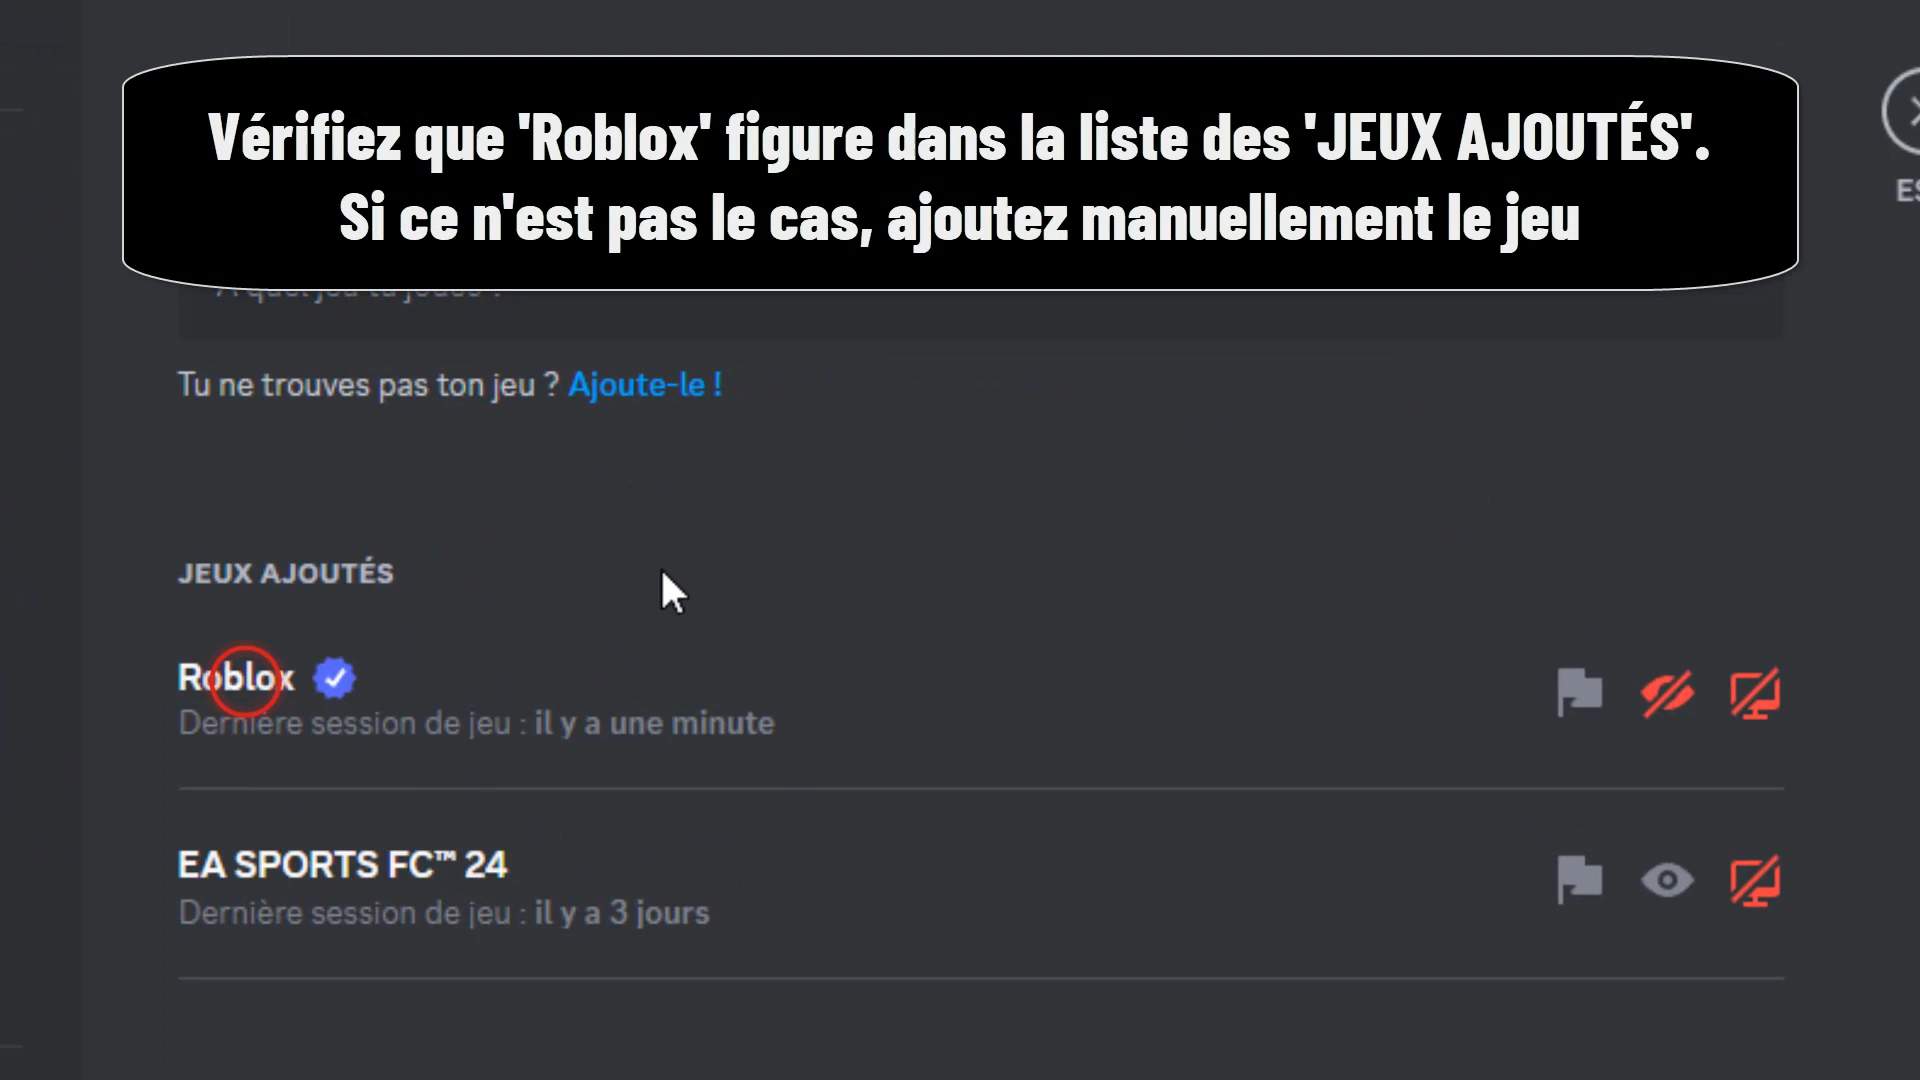 Vérifiez que 'Roblox' figure dans la liste des 'JEUX AJOUTÉS'.
Si ce n'est pas le cas, ajoutez manuellement le jeu
Tu ne trouves pas ton jeu ? Ajoute-le !
JEUX AJOUTÉS
Roblox
Dernière session de jeu : il y a une minute
EA SPORTS FC™ 24
Dernière session de jeu : il y a 3 jours